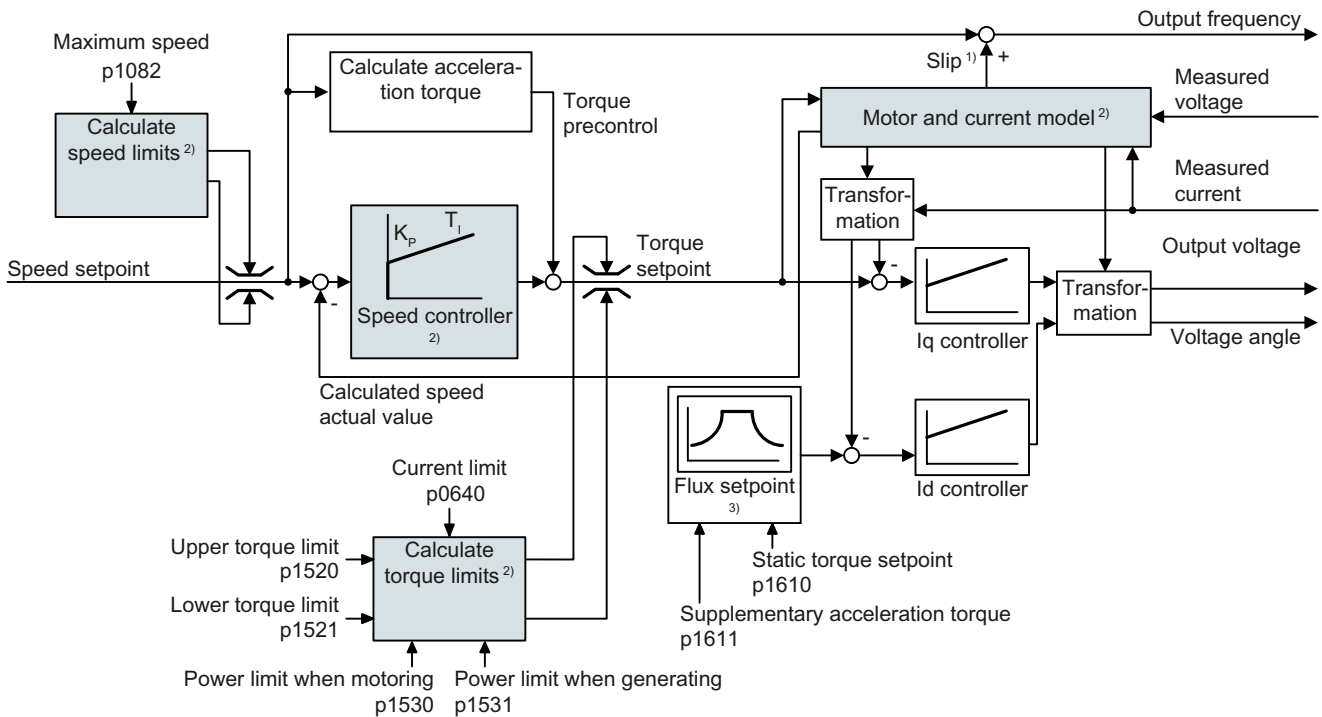 Output frequency
Maximum speed
p1082
Slip 1)
+
Calculate accelera-
tion torque
Measured
voltage
Torque
precontrol
Calculate
speed limits 2)
Motor and current model 2)
Measured
current
Transfor-
mation
KP
TI
Speed setpoint
Torque
setpoint
Output voltage
-
-
Speed controller
2)
Transfor-
mation
Iq controller
Voltage angle
Calculated speed
actual value
-
Flux setpoint
3)
Id controller
Current limit
p0640
Upper torque limit
p1520
Calculate
torque limits 2)
Static torque setpoint
p1610
Lower torque limit
p1521
Supplementary acceleration torque
p1611
Power limit when motoring
p1530
Power limit when generating
p1531